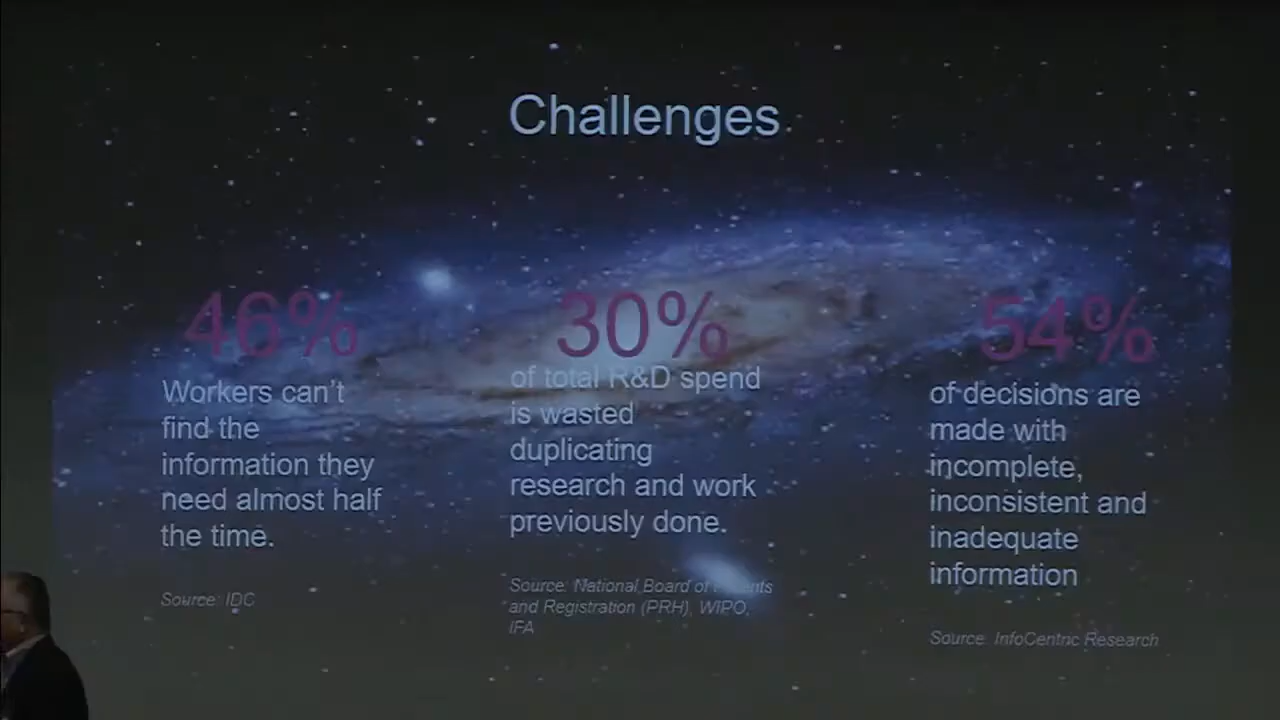 Challenges
46%
Workers can't
find the
information they
need almost half
the time.
Source: IDC
30%
of total R&D spend
is wasted
duplicating
research and work
previously done.
Source: National Board of
and Registration (PRH), WIPO,
IFA
54%
of decisions are
made with
incomplete,
inconsistent and
inadequate
information
Source: InfoCentric Research